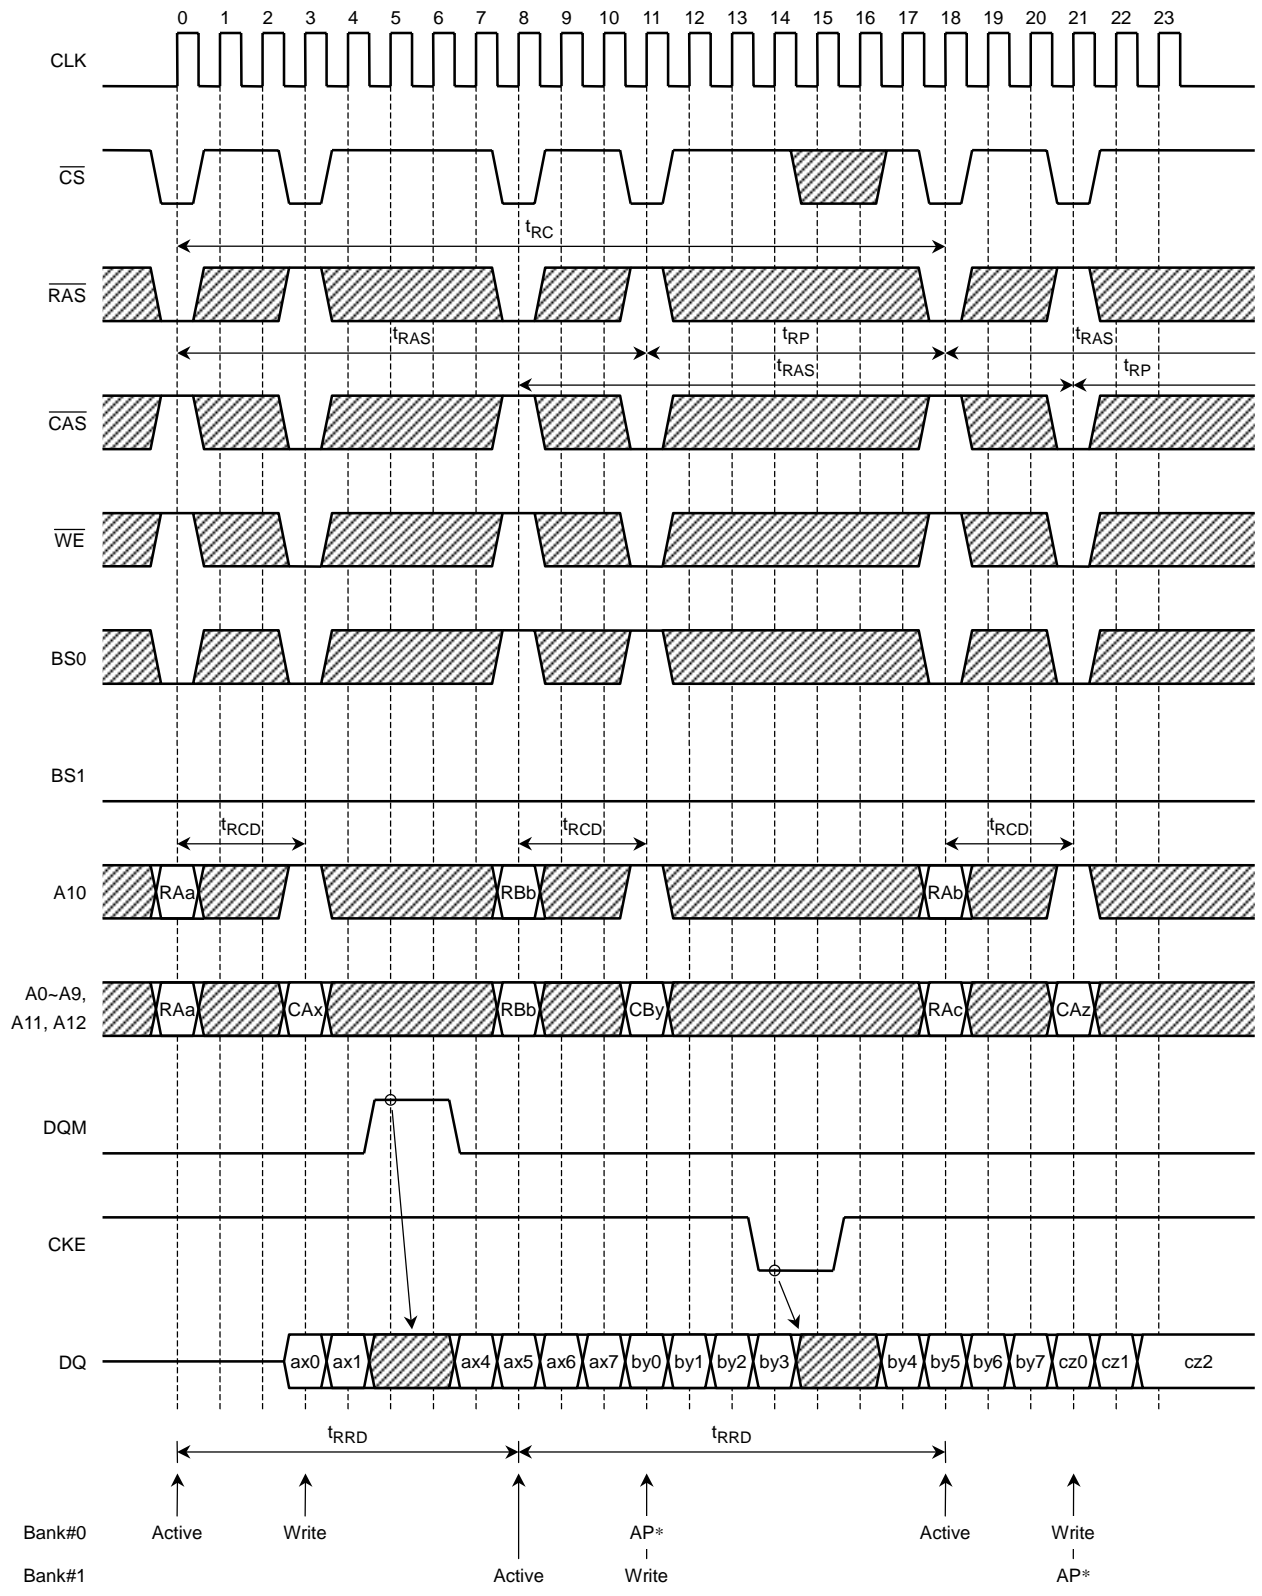 0 1 2 3 4 5 6 7 8 9 10 11 12 13 14 15 16 17 18 19 20 21 22 23
CLK
CS
tRC
RAS
tRAS tRP tRAS
tRAS tRP
CAS
WE
BS0
BS1
tRCD tRCD tRCD
A10 RAa RBb RAb
A0~A9,
A11, A12
RAa CAx RBb CBy RAc CAz
DQM
CKE
DQ ax0 ax1 ax4 ax5 ax6 ax7 by0 by1 by2 by3 by4 by5 by6 by7 cz0 cz1 cz2
tRRD tRRD
Bank#0 Active Write AP* Active Write
Bank#1 Active Write AP*